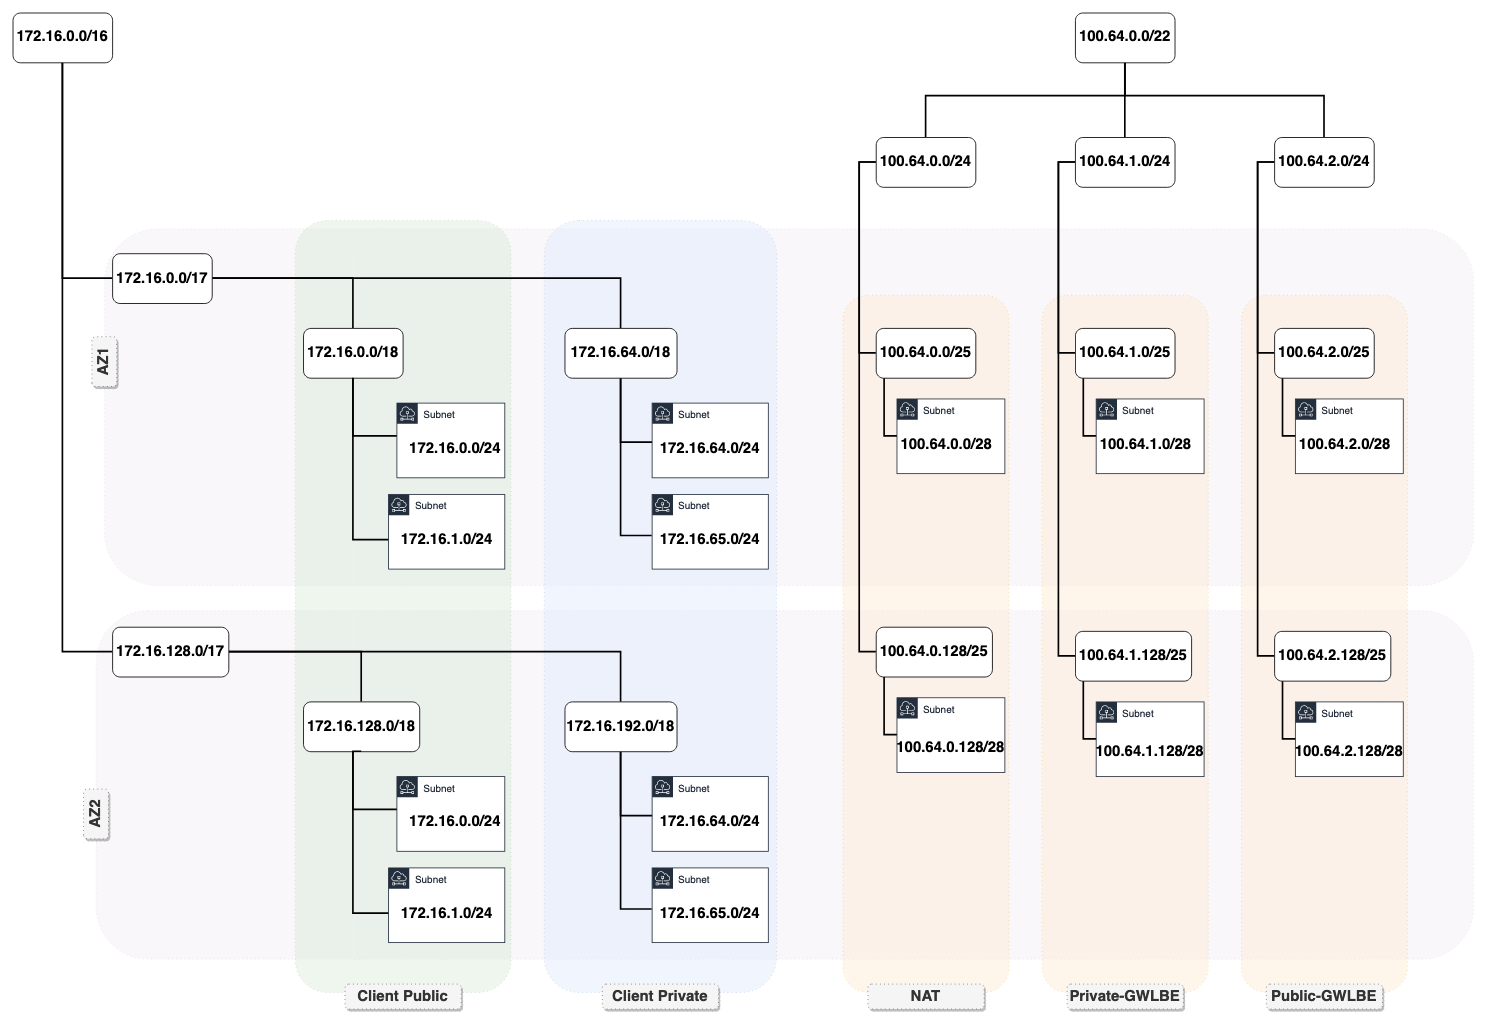 172.16.0.0/16
100.64.0.0/22
100.64.0.0/24
100.64.1.0/24
100.64.2.0/24
172.16.0.0/17
AZ1
172.16.0.0/18
172.16.64.0/18
100.64.0.0/25
100.64.1.0/25
100.64.2.0/25
Subnet
172.16.0.0/24
Subnet
172.16.64.0/24
Subnet
100.64.0.0/28
Subnet
100.64.1.0/28
Subnet
100.64.2.0/28
Subnet
172.16.1.0/24
Subnet
172.16.65.0/24
172.16.128.0/17
100.64.0.128/25
100.64.1.128/25
100.64.2.128/25
AZ2
172.16.128.0/18
172.16.192.0/18
Subnet
100.64.0.128/28
Subnet
100.64.1.128/28
Subnet
100.64.2.128/28
Subnet
172.16.0.0/24
Subnet
172.16.64.0/24
Subnet
172.16.1.0/24
Subnet
172.16.65.0/24
Client Public
Client Private
NAT
Private-GWLBE
Public-GWLBE